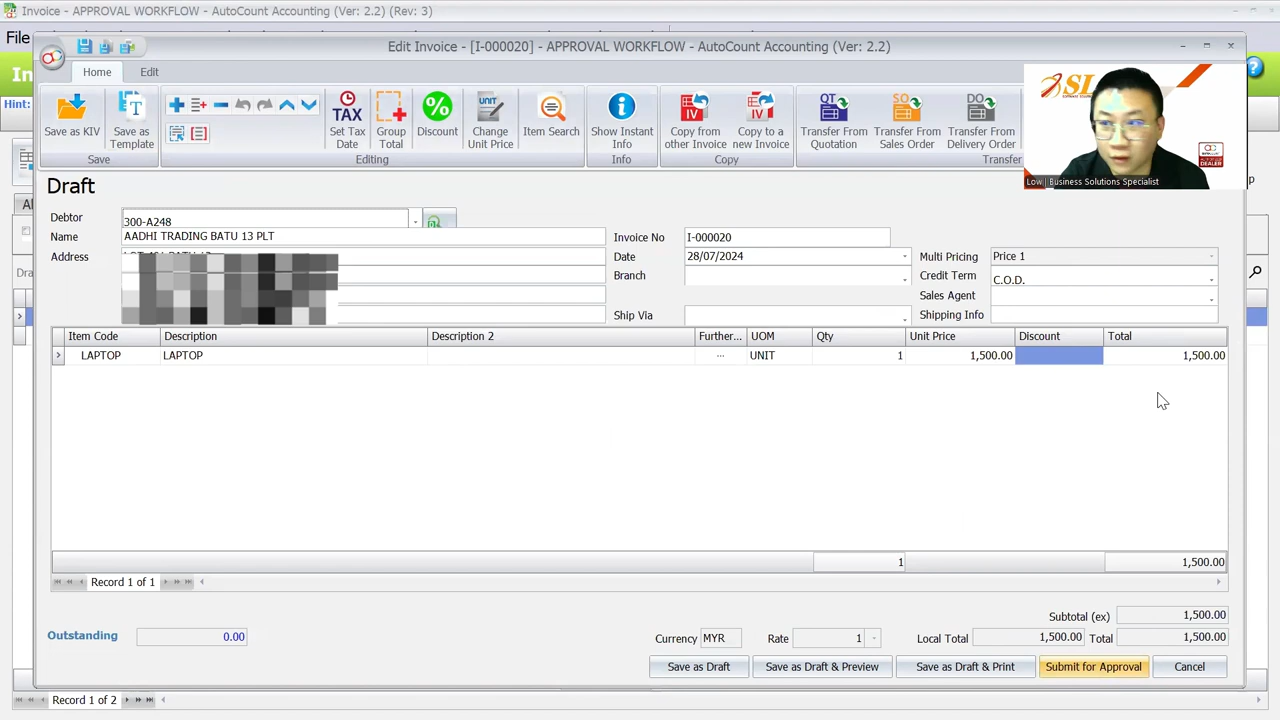 Invoice - APPROVAL WORKFLOW - AutoCount Accounting (Ver: 2.2) (Rev: 3)
File
Edit Invoice - [I-000020] - APPROVAL WORKFLOW - AutoCount Accounting (Ver: 2.2)
In
Hint:
Home Edit
Save as KIV
Save as Template
Save
Editing
Set Tax Date
Group Total
Discount
Change Unit Price
Item Search
Show Instant Info
Info
Copy from other Invoice
Copy to a new Invoice
Copy
Transfer From Quotation
Transfer From Sales Order
Transfer From Delivery Order
Transfer
SL
Low | Business Solutions Specialist
Draft
Debtor 300-A248
Name AADHI TRADING BATU 13 PLT
Address
Invoice No I-000020
Date 28/07/2024
Branch
Ship Via
Multi Pricing Price 1
Credit Term C.O.D.
Sales Agent
Shipping Info
Item Code Description Description 2 Further... UOM Qty Unit Price Discount Total
LAPTOP LAPTOP ... UNIT 1 1,500.00 1,500.00
1 1,500.00
Record 1 of 1
Subtotal (ex) 1,500.00
Outstanding 0.00
Currency MYR Rate 1 Local Total 1,500.00 Total 1,500.00
Save as Draft Save as Draft & Preview Save as Draft & Print Submit for Approval Cancel
Record 1 of 2